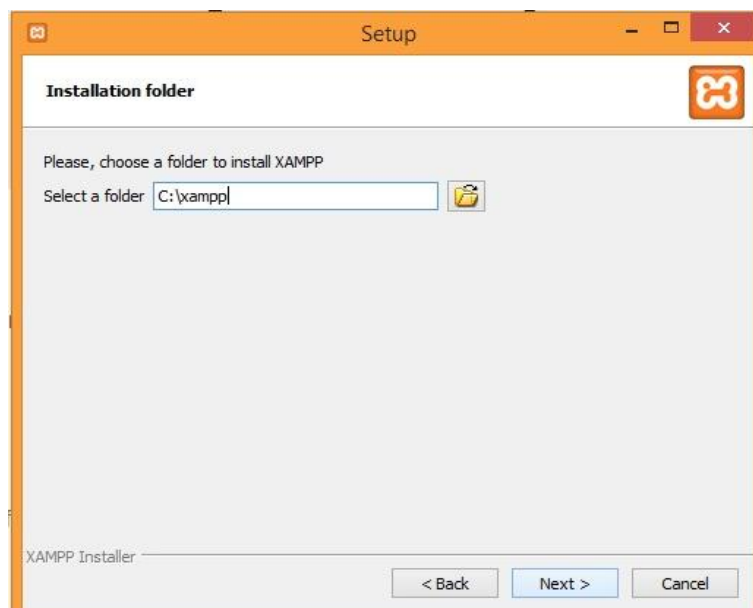 Setup
Installation folder
Please, choose a folder to install XAMPP
Select a folder C:\xampp
XAMPP Installer
< Back Next > Cancel